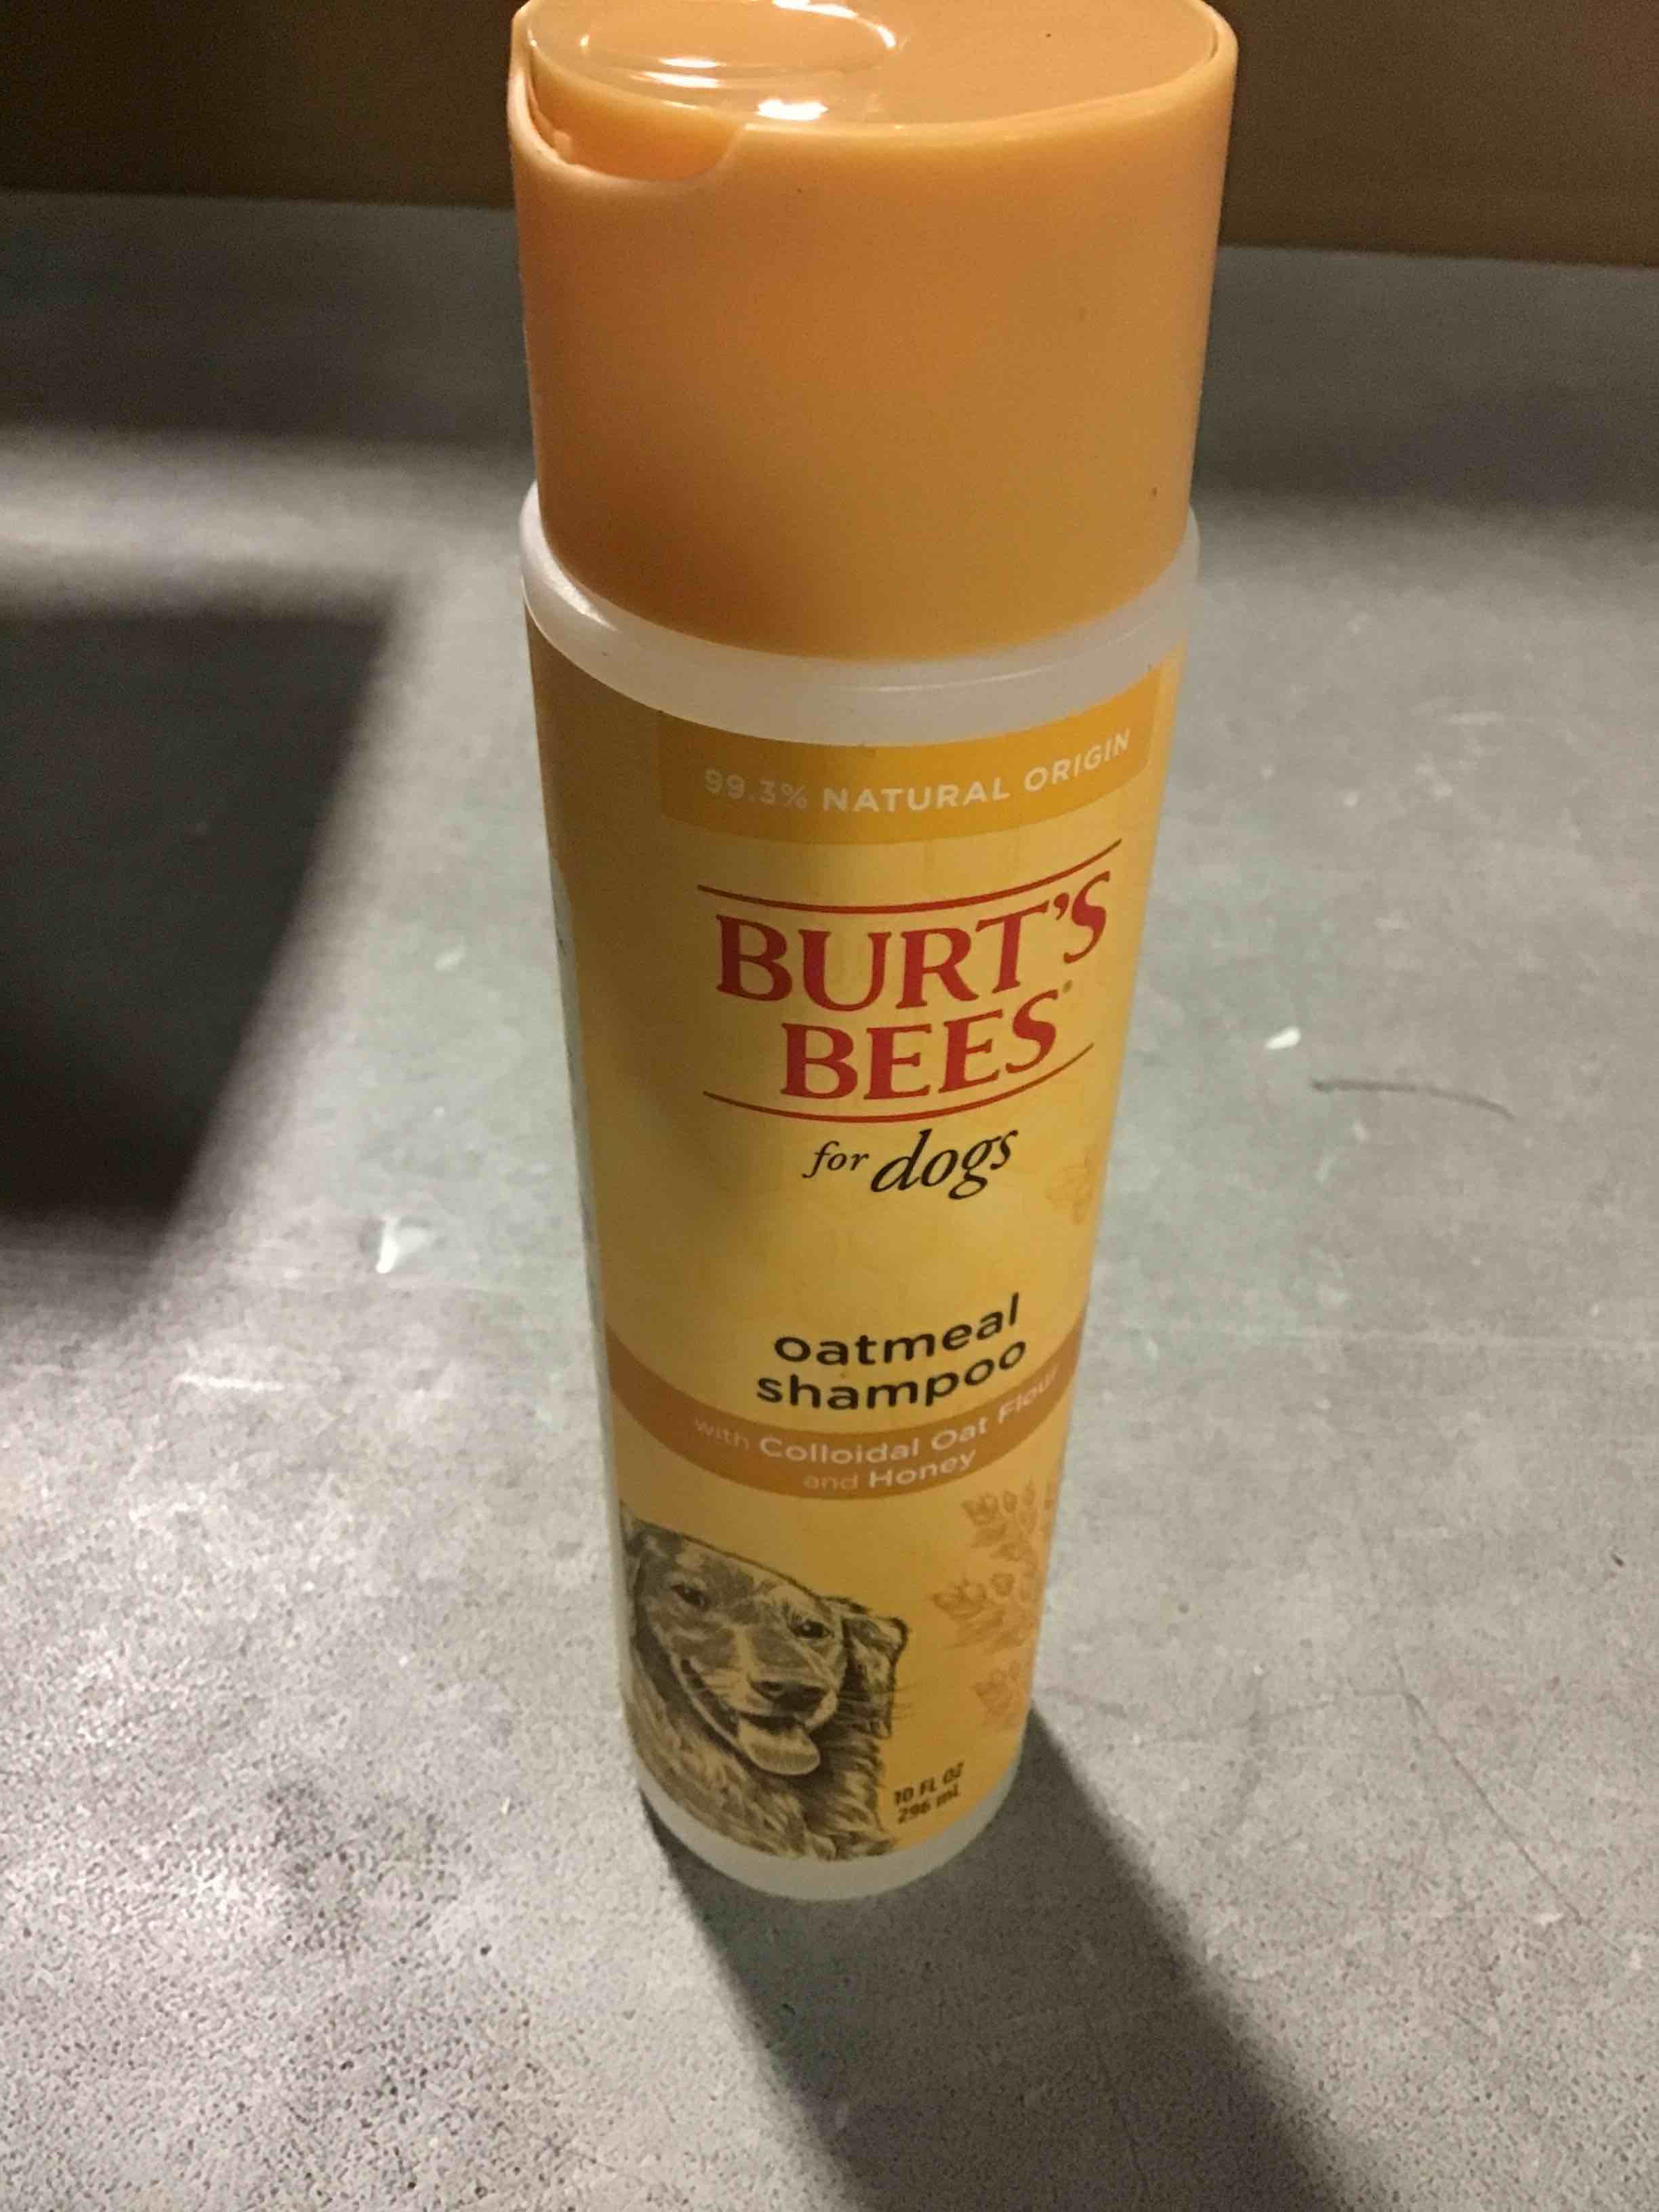 99.3% NATURAL ORIGIN
BURT'S
BEES®
for dogs
oatmeal
shampoo
with Colloidal Oat Flour
and Honey
10 FL OZ
296 mL